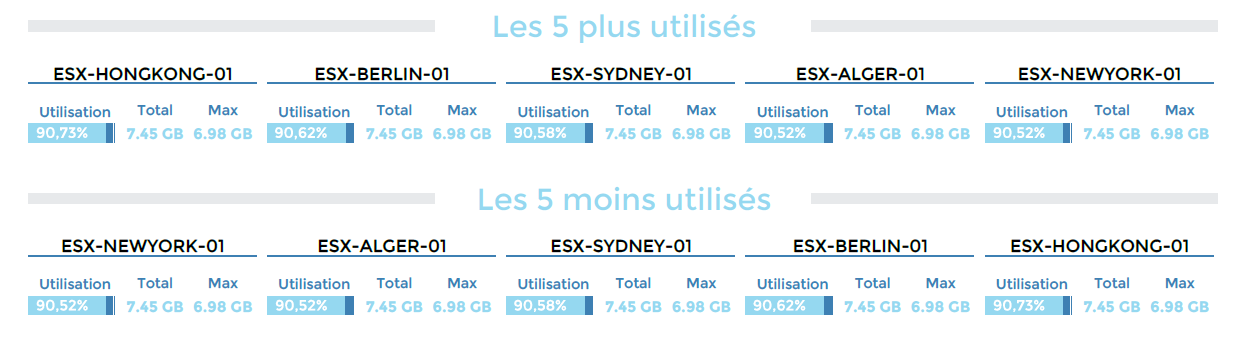 Les 5 plus utilisés
ESX-HONGKONG-01 ESX-BERLIN-01 ESX-SYDNEY-01 ESX-ALGER-01 ESX-NEWYORK-01
Utilisation Total Max Utilisation Total Max Utilisation Total Max Utilisation Total Max Utilisation Total Max
90,73% 7.45 GB 6.98 GB 90,62% 7.45 GB 6.98 GB 90,58% 7.45 GB 6.98 GB 90,52% 7.45 GB 6.98 GB 90,52% 7.45 GB 6.98 GB
Les 5 moins utilisés
ESX-NEWYORK-01 ESX-ALGER-01 ESX-SYDNEY-01 ESX-BERLIN-01 ESX-HONGKONG-01
Utilisation Total Max Utilisation Total Max Utilisation Total Max Utilisation Total Max Utilisation Total Max
90,52% 7.45 GB 6.98 GB 90,52% 7.45 GB 6.98 GB 90,58% 7.45 GB 6.98 GB 90,62% 7.45 GB 6.98 GB 90,73% 7.45 GB 6.98 GB